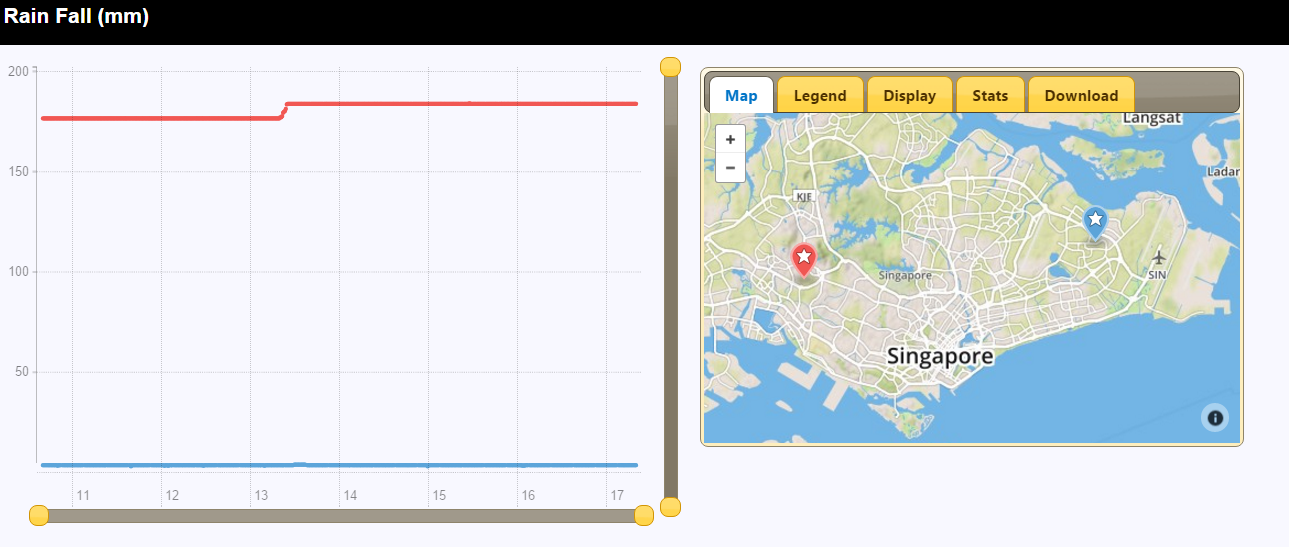 Rain Fall (mm)
200
150
100
50
11 12 13 14 15 16 17
Map Legend Display Stats Download
+
−
Langsat
Ladar
KJE
SIN
Singapore
Singapore